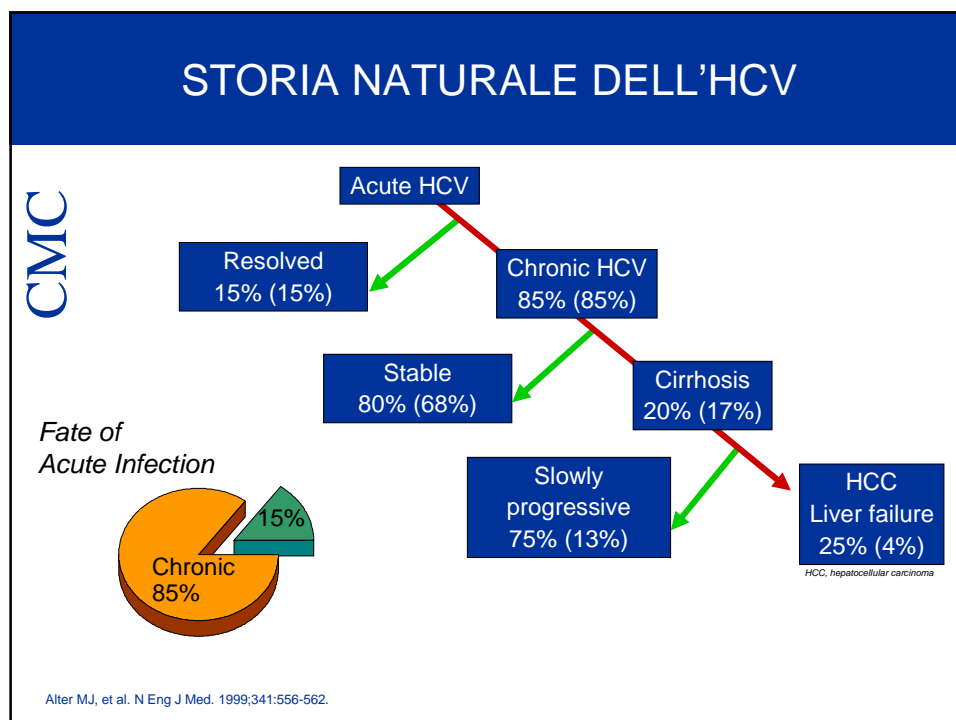 STORIA NATURALE DELL'HCV
CMC
Acute HCV
Resolved
15% (15%)
Chronic HCV
85% (85%)
Stable
80% (68%)
Cirrhosis
20% (17%)
Fate of
Acute Infection
15%
Chronic
85%
Slowly
progressive
75% (13%)
HCC
Liver failure
25% (4%)
HCC, hepatocellular carcinoma
Alter MJ, et al. N Eng J Med. 1999;341:556-562.